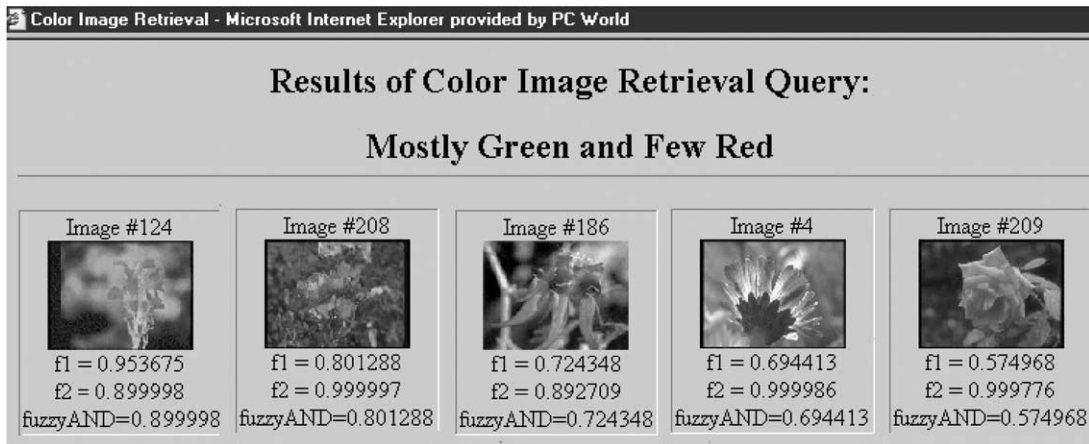 Color Image Retrieval - Microsoft Internet Explorer provided by PC World
Results of Color Image Retrieval Query:
Mostly Green and Few Red
Image #124
f1 = 0.953675
f2 = 0.899998
fuzzyAND=0.899998
Image #208
f1 = 0.801288
f2 = 0.999997
fuzzyAND=0.801288
Image #186
f1 = 0.724348
f2 = 0.892709
fuzzyAND=0.724348
Image #4
f1 = 0.694413
f2 = 0.999986
fuzzyAND=0.694413
Image #209
f1 = 0.574968
f2 = 0.999776
fuzzyAND=0.574968